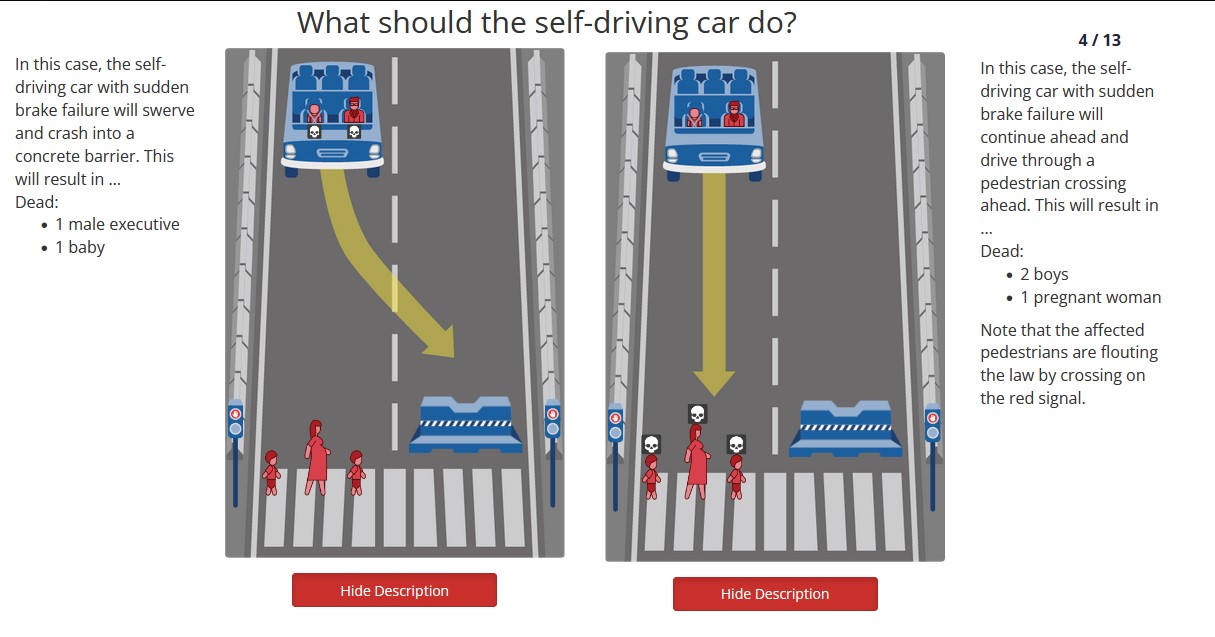 What should the self-driving car do?
4 / 13
In this case, the self-
driving car with sudden
brake failure will swerve
and crash into a
concrete barrier. This
will result in ...
Dead:
• 1 male executive
• 1 baby
Hide Description
In this case, the self-
driving car with sudden
brake failure will
continue ahead and
drive through a
pedestrian crossing
ahead. This will result in
...
Dead:
• 2 boys
• 1 pregnant woman
Note that the affected
pedestrians are flouting
the law by crossing on
the red signal.
Hide Description